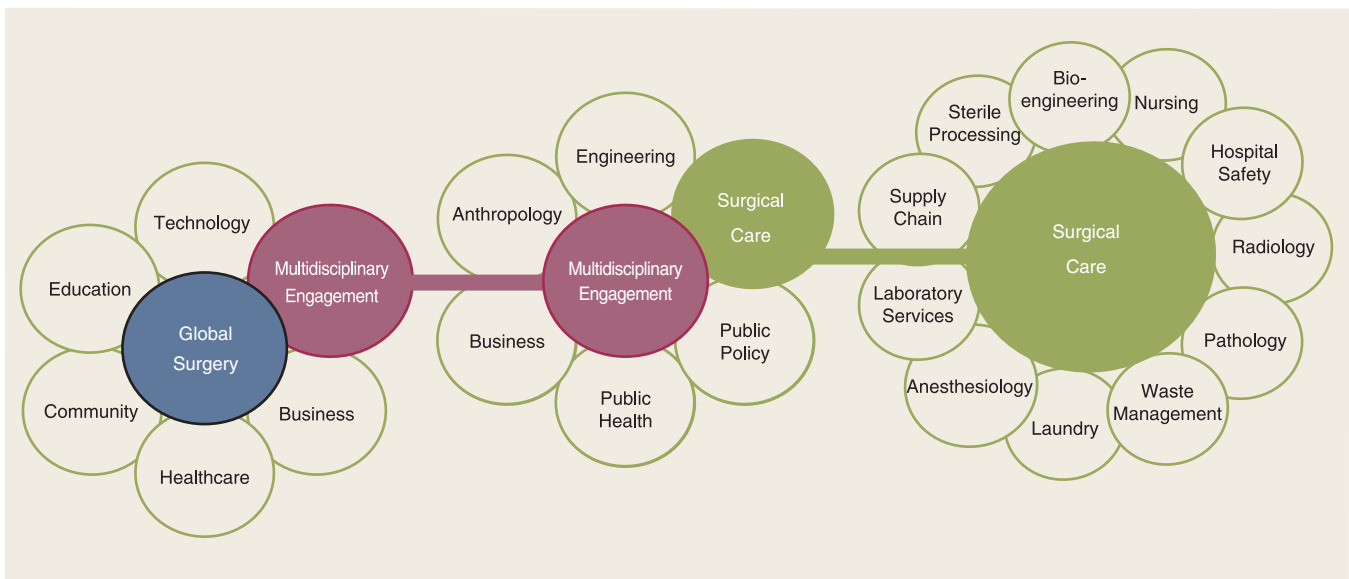 Technology
Multidisciplinary
Engagement
Education
Global
Surgery
Community
Business
Healthcare
Engineering
Anthropology
Surgical
Care
Multidisciplinary
Engagement
Business
Public
Policy
Public
Health
Bio-
engineering
Nursing
Sterile
Processing
Hospital
Safety
Supply
Chain
Surgical
Care
Radiology
Laboratory
Services
Pathology
Anesthesiology
Waste
Management
Laundry